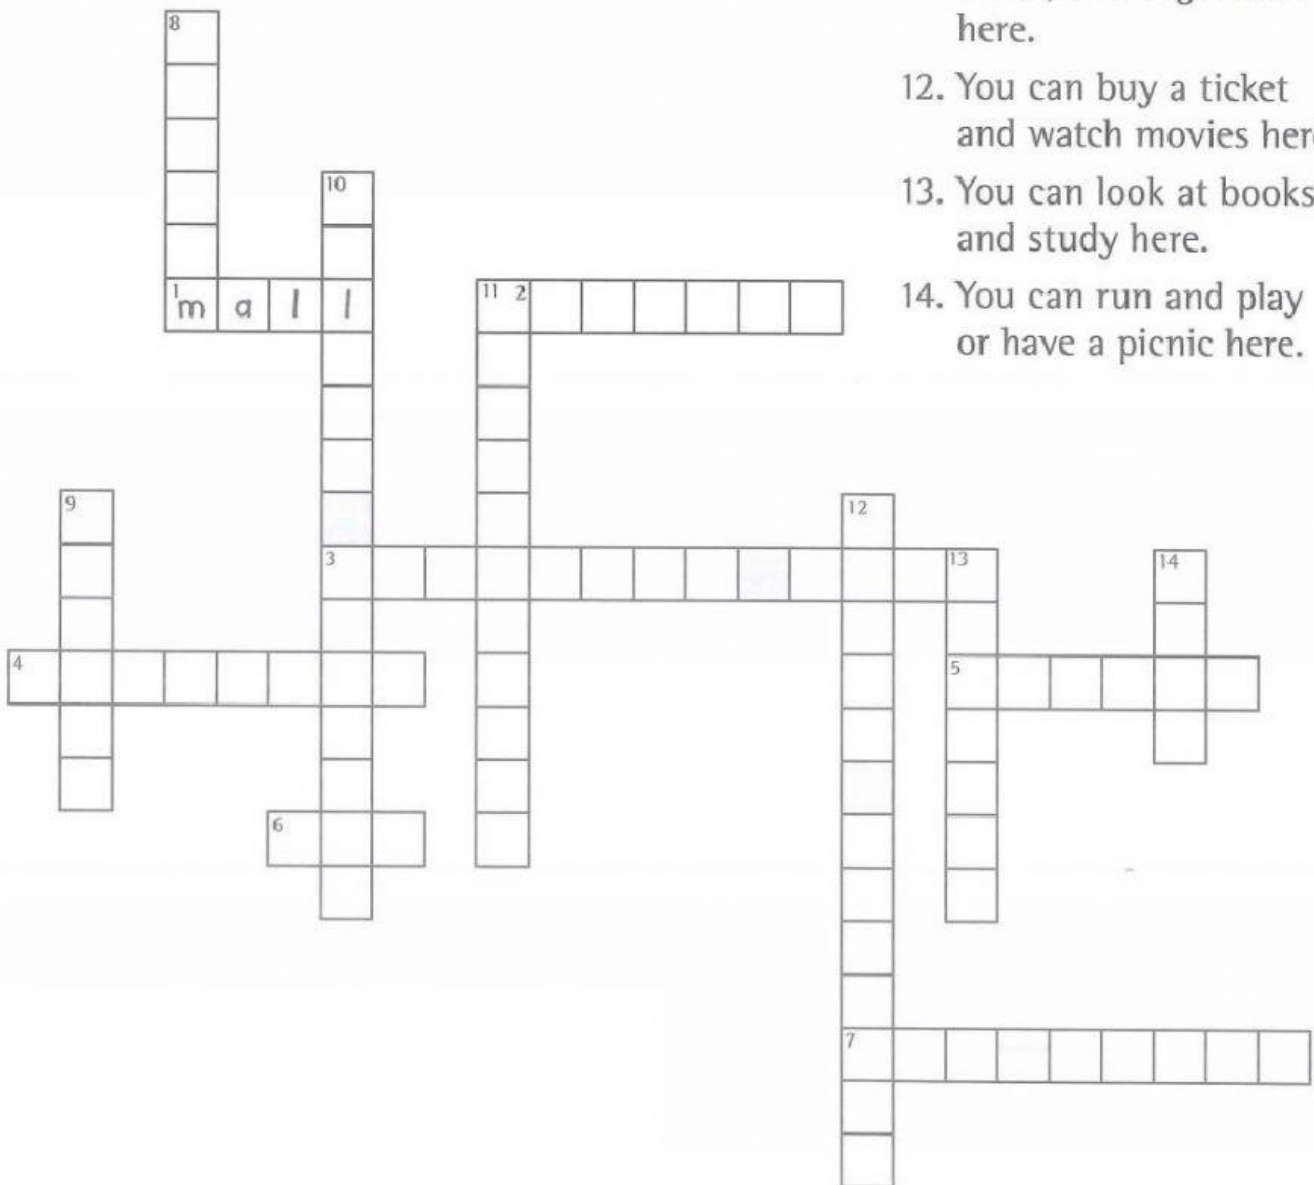 here.
12. You can buy a ticket
and watch movies her
13. You can look at books
and study here.
14. You can run and play
or have a picnic here.
8
10
1 m a l l
11 2
9
12
3
13
14
4
5
6
7